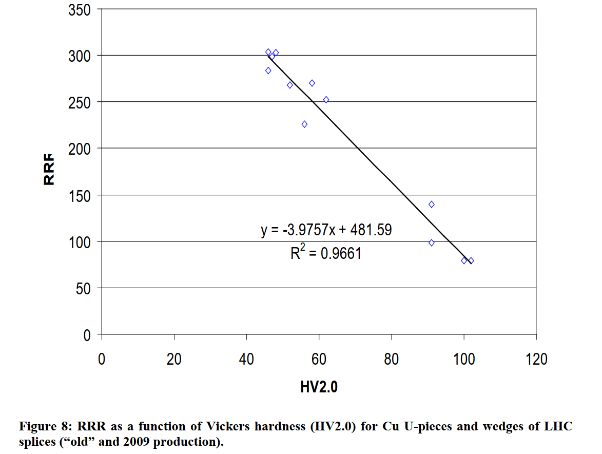 350
300
250
200
150
100
50
0
RRR
y = -3.9757x + 481.59
R² = 0.9661
0 20 40 60 80 100 120
HV2.0
Figure 8: RRR as a function of Vickers hardness (HV2.0) for Cu U-pieces and wedges of LHC
splices (“old” and 2009 production).